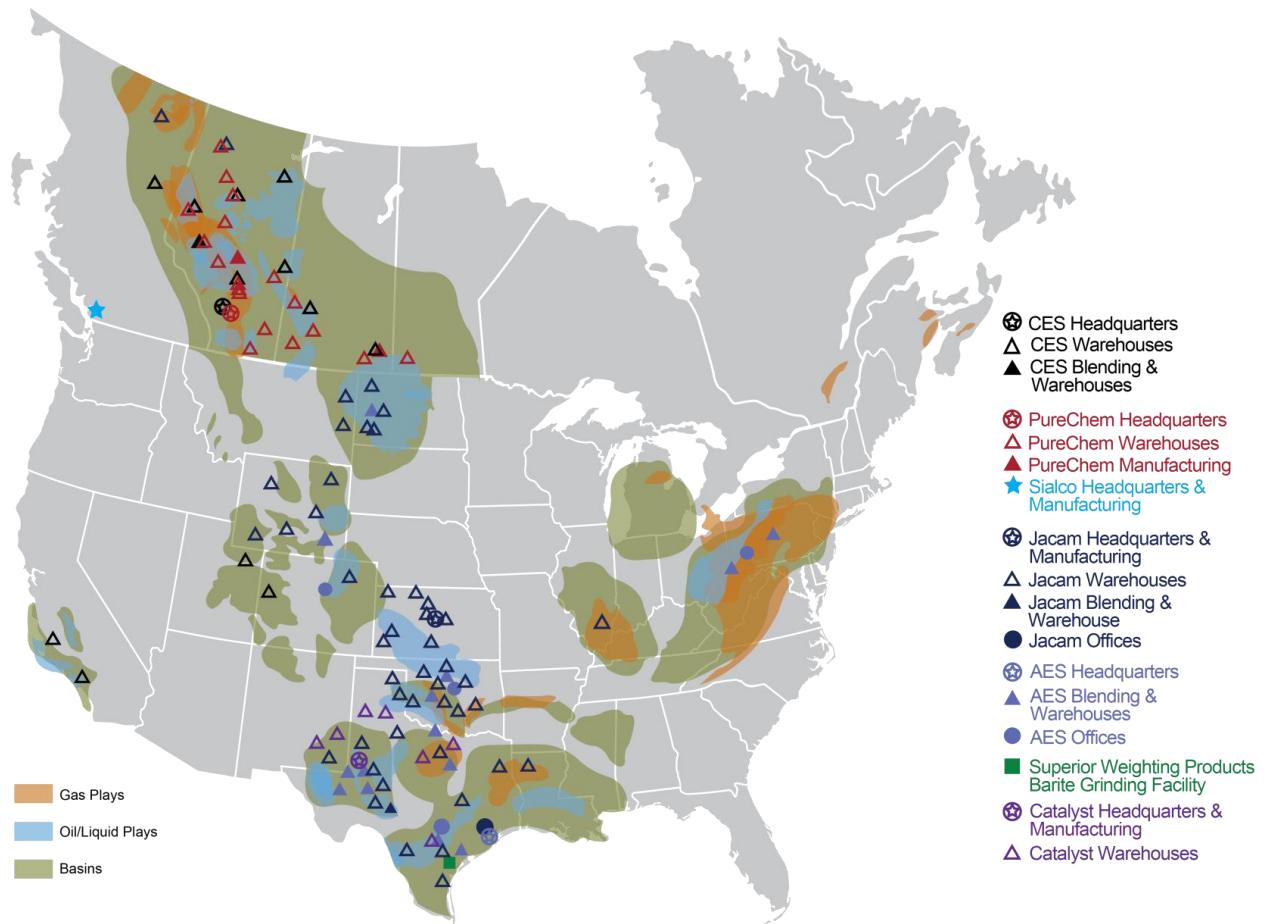 CES Headquarters
CES Warehouses
CES Blending &
Warehouses
PureChem Headquarters
PureChem Warehouses
PureChem Manufacturing
Sialco Headquarters &
Manufacturing
Jacam Headquarters &
Manufacturing
Jacam Warehouses
Jacam Blending &
Warehouse
Jacam Offices
AES Headquarters
AES Blending &
Warehouses
AES Offices
Superior Weighting Products
Barite Grinding Facility
Catalyst Headquarters &
Manufacturing
Catalyst Warehouses
Gas Plays
Oil/Liquid Plays
Basins